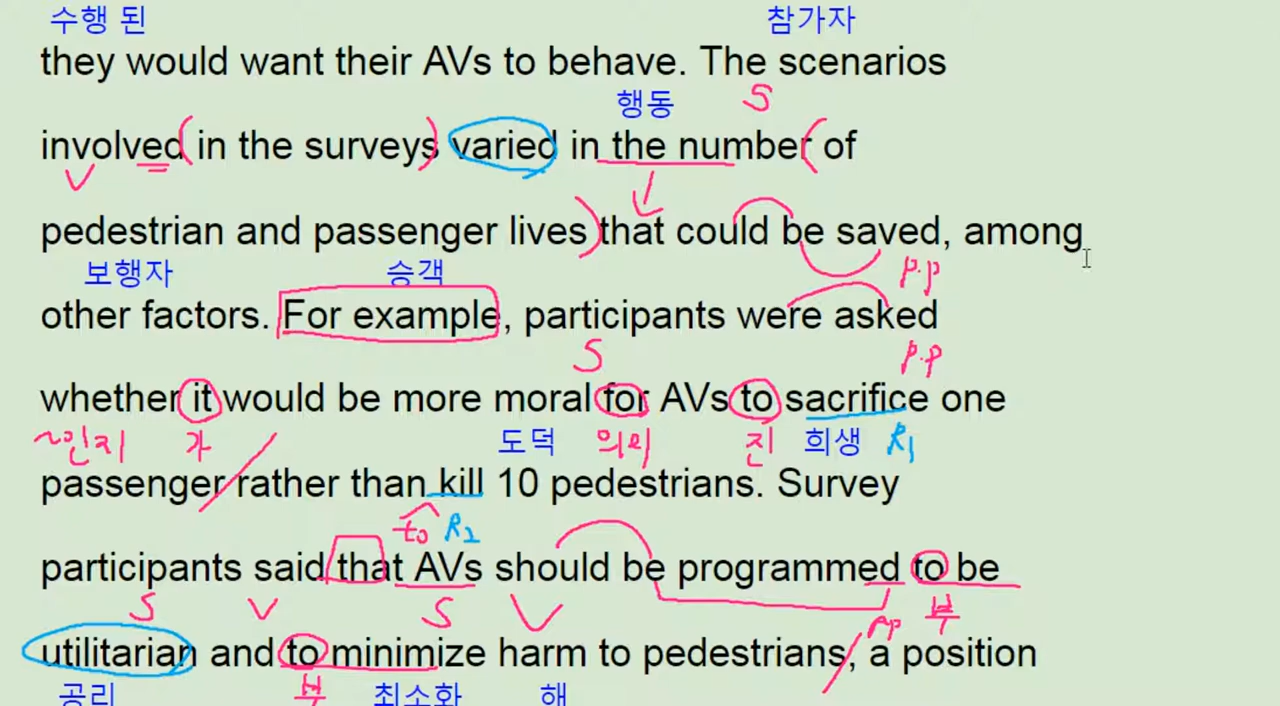 수행 된 참가자
they would want their AVs to behave. The scenarios
행동 S
involved ( in the surveys ) varied in the number ( of
V
pedestrian and passenger lives ) that could be saved, among
보행자 승객 p.p
other factors. For example, participants were asked
S p.p
whether it would be more moral for AVs to sacrifice one
~인지 가 도덕 의미 진 희생 R1
passenger / rather than kill 10 pedestrians. Survey
to R2
participants said that AVs should be programmed to be
S V S V p.p 부
utilitarian and to minimize harm to pedestrians, / a position
공리 부 최소화 해